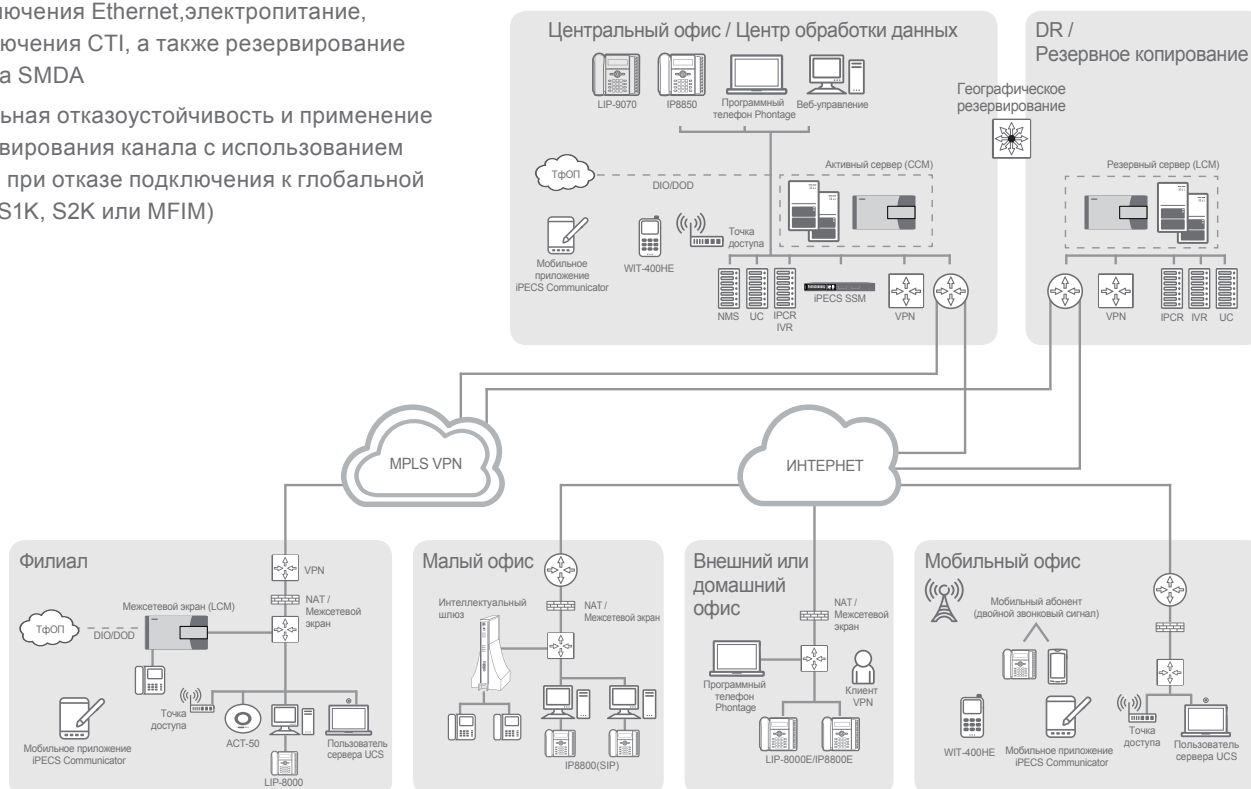 лючения Ethernet,электропитание,
ючения CTI, а также резервирование
а SMDA
льная отказоустойчивость и применение
вирования канала с использованием
при отказе подключения к глобальной
S1K, S2K или MFIM)
Центральный офис / Центр обработки данных
LIP-9070
IP8850
Программный
телефон Phontage
Веб-управление
ТфОП
DIO/DOD
Активный сервер (CCM)
Мобильное
приложение
iPECS Communicator
WIT-400HE
Точка
доступа
NMS
UC
IPCR
IVR
iPECS SSM
VPN
Географическое
резервирование
DR /
Резервное копирование
Резервный сервер (LCM)
VPN
IPCR
IVR
UC
MPLS VPN
ИНТЕРНЕТ
Филиал
VPN
NAT /
Межсетевой
экран
Межсетевой экран (LCM)
ТфОП
DIO/DOD
Точка
доступа
ACT-50
Пользователь
сервера UCS
Мобильное приложение
iPECS Communicator
LIP-8000
Малый офис
Интеллектуальный
шлюз
NAT /
Межсетевой экран
IP8800(SIP)
Внешний или
домашний
офис
NAT /
Межсетевой
экран
Программный
телефон
Phontage
Клиент
VPN
LIP-8000E/IP8800E
Мобильный офис
Мобильный абонент
(двойной звонковый сигнал)
WIT-400HE
Мобильное приложение
iPECS Communicator
Точка
доступа
Пользователь
сервера UCS